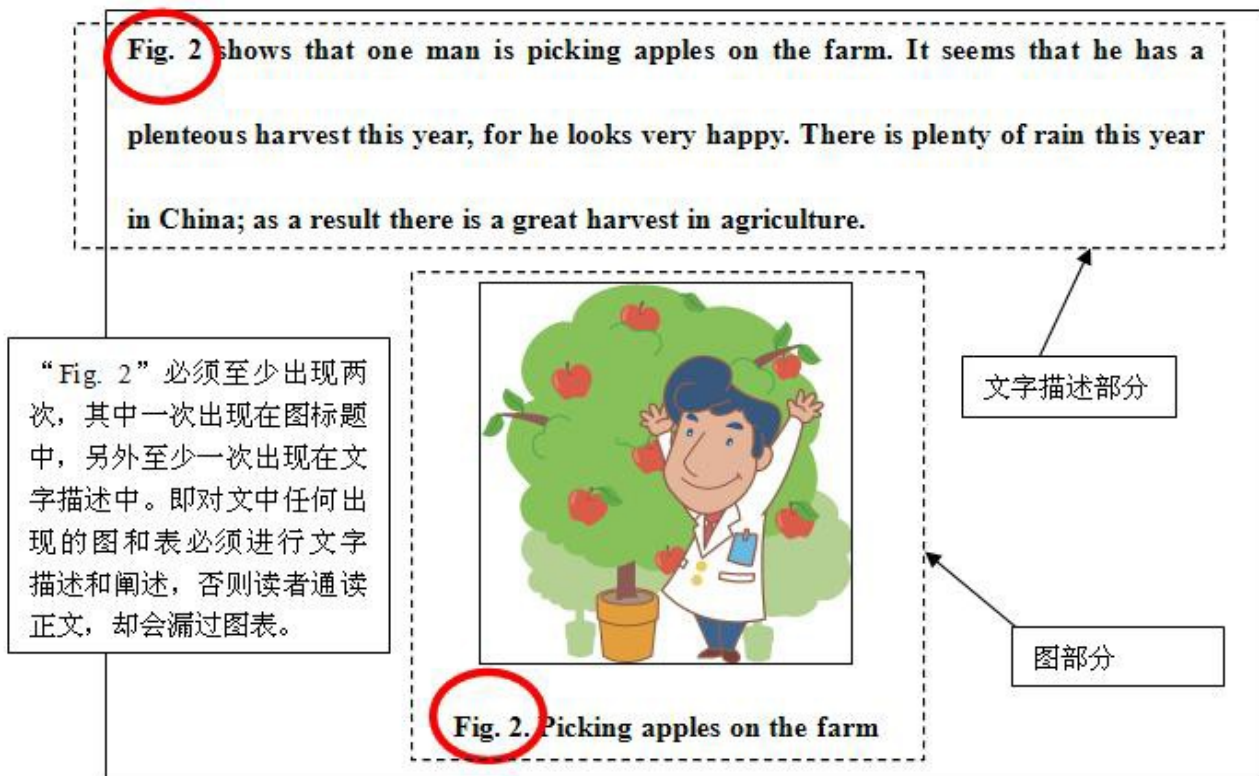 Fig. 2 shows that one man is picking apples on the farm. It seems that he has a
plenteous harvest this year, for he looks very happy. There is plenty of rain this year
in China; as a result there is a great harvest in agriculture.
“Fig. 2”必须至少出现两
次，其中一次出现在图标题
中，另外至少一次出现在文
字描述中。即对文中任何出
现的图和表必须进行文字
描述和阐述，否则读者通读
正文，却会漏过图表。
文字描述部分
图部分
Fig. 2. Picking apples on the farm